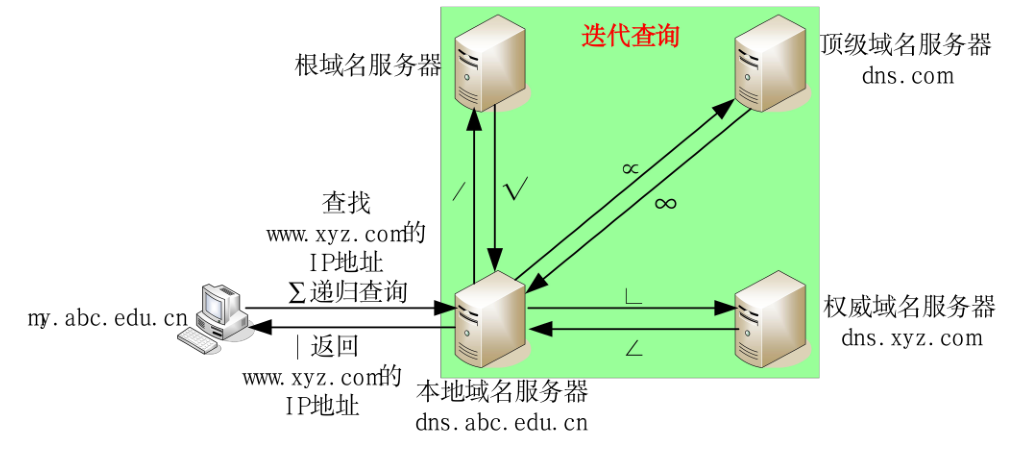 迭代查询
根域名服务器
顶级域名服务器
dns.com
∝
∞
/
√
查找
www.xyz.com的
IP地址
∑递归查询
my.abc.edu.cn
∟
∠
权威域名服务器
dns.xyz.com
|返回
www.xyz.com的
IP地址
本地域名服务器
dns.abc.edu.cn